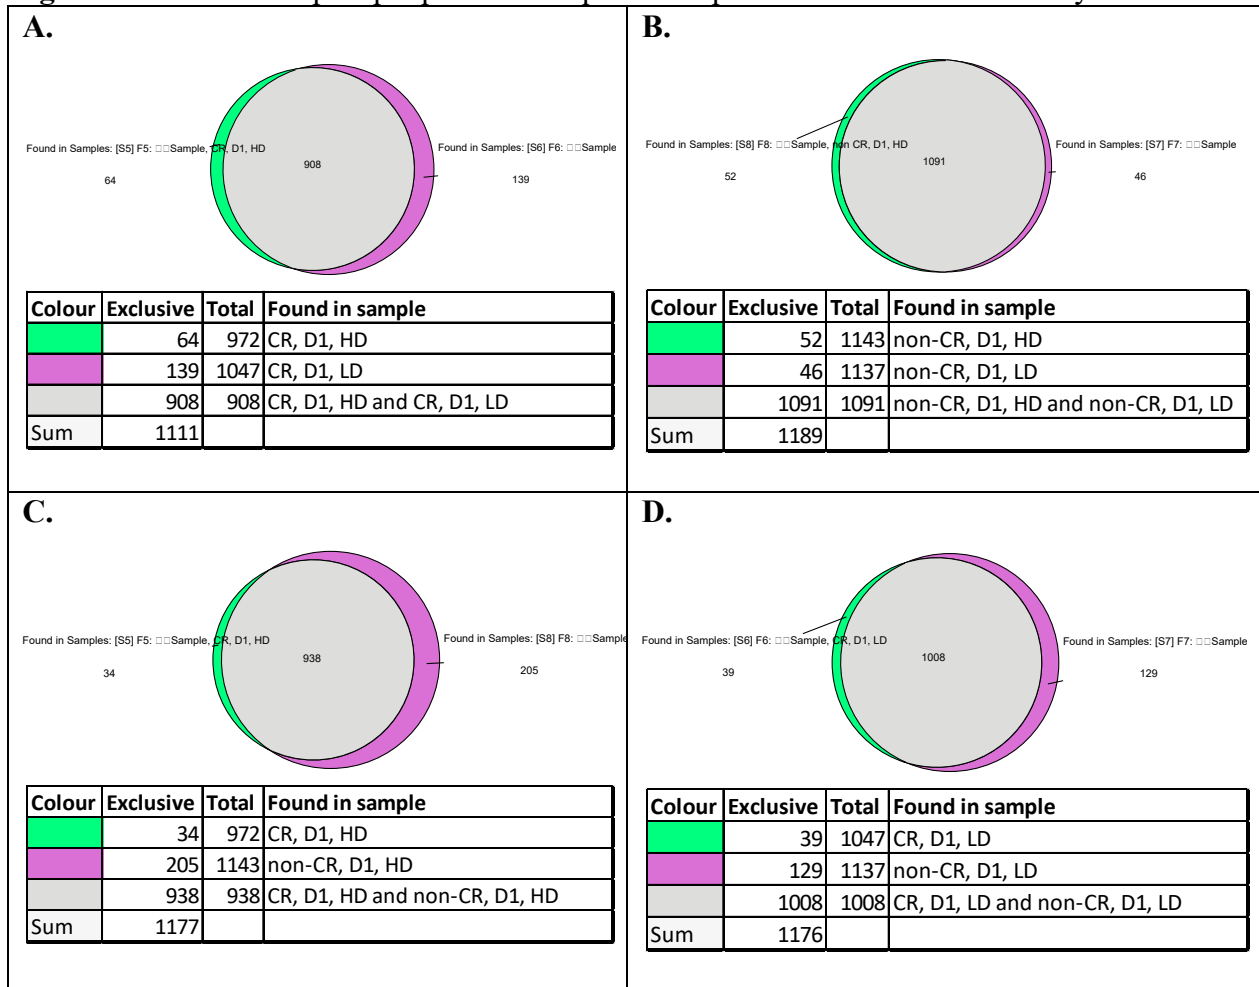 A.
Found in Samples: [S5] F5: □□Sample, CR, D1, HD
64
908
Found in Samples: [S6] F6: □□Sample
139
Colour Exclusive Total Found in sample
64 972 CR, D1, HD
139 1047 CR, D1, LD
908 908 CR, D1, HD and CR, D1, LD
Sum 1111
B.
Found in Samples: [S8] F8: □□Sample, non CR, D1, HD
52
1091
Found in Samples: [S7] F7: □□Sample
46
Colour Exclusive Total Found in sample
52 1143 non-CR, D1, HD
46 1137 non-CR, D1, LD
1091 1091 non-CR, D1, HD and non-CR, D1, LD
Sum 1189
C.
Found in Samples: [S5] F5: □□Sample, CR, D1, HD
34
938
Found in Samples: [S8] F8: □□Sample
205
Colour Exclusive Total Found in sample
34 972 CR, D1, HD
205 1143 non-CR, D1, HD
938 938 CR, D1, HD and non-CR, D1, HD
Sum 1177
D.
Found in Samples: [S6] F6: □□Sample, CR, D1, LD
39
1008
Found in Samples: [S7] F7: □□Sample
129
Colour Exclusive Total Found in sample
39 1047 CR, D1, LD
129 1137 non-CR, D1, LD
1008 1008 CR, D1, LD and non-CR, D1, LD
Sum 1176